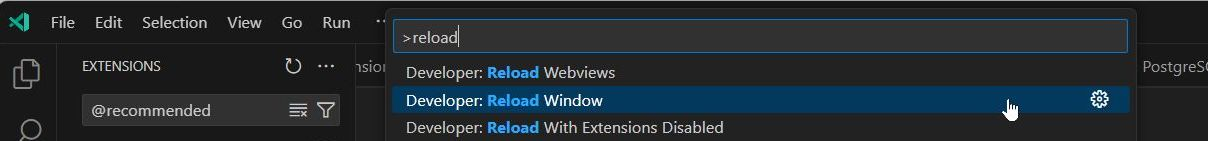 File Edit Selection View Go Run ···
>reload
EXTENSIONS
Developer: Reload Webviews
PostgreS
@recommended
Developer: Reload Window
Developer: Reload With Extensions Disabled